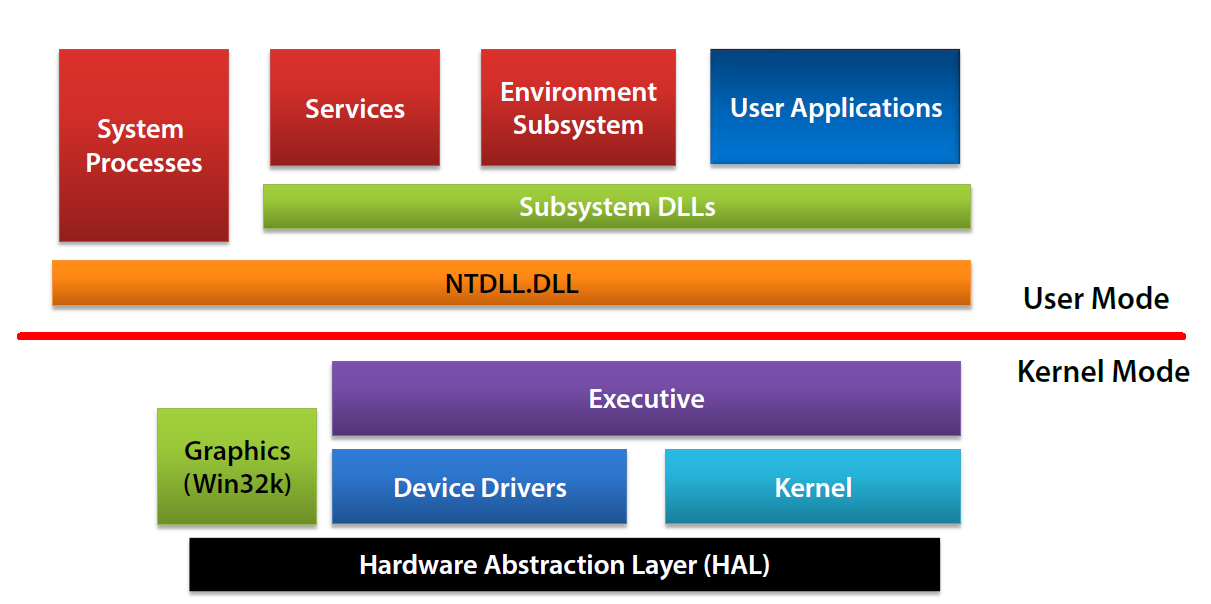 System
Processes
Services
Environment
Subsystem
User Applications
Subsystem DLLs
NTDLL.DLL
User Mode
Kernel Mode
Executive
Graphics
(Win32k)
Device Drivers
Kernel
Hardware Abstraction Layer (HAL)